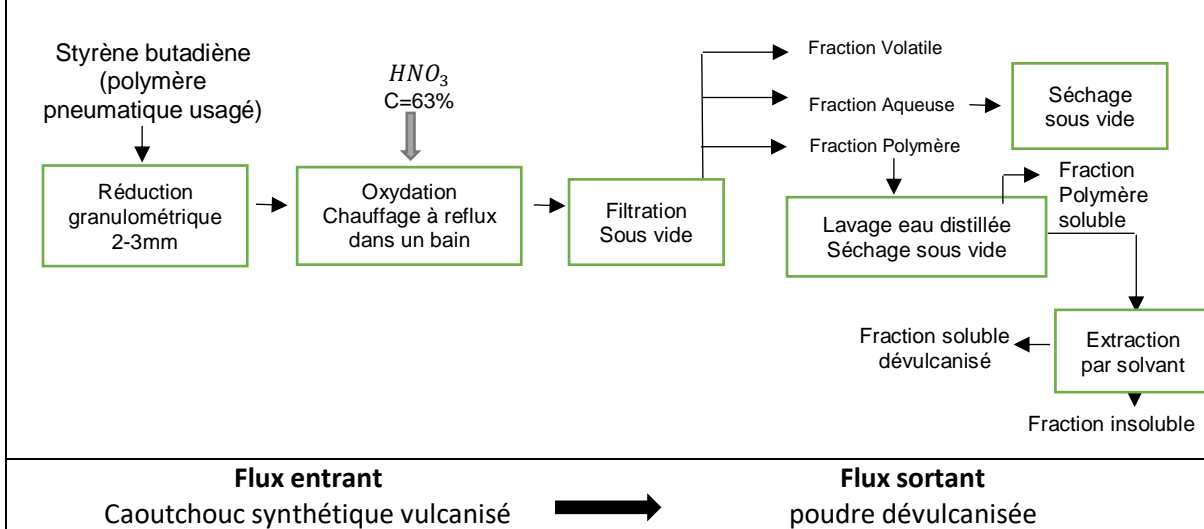 Styrène butadiène
(polymère
pneumatique usagé)
Réduction
granulométrique
2-3mm
HNO₃
C=63%
Oxydation
Chauffage à reflux
dans un bain
Filtration
Sous vide
Fraction Volatile
Fraction Aqueuse
Fraction Polymère
Séchage
sous vide
Lavage eau distillée
Séchage sous vide
Fraction
Polymère
soluble
Extraction
par solvant
Fraction soluble
dévulcanisé
Fraction insoluble
Flux entrant
Caoutchouc synthétique vulcanisé
Flux sortant
poudre dévulcanisée